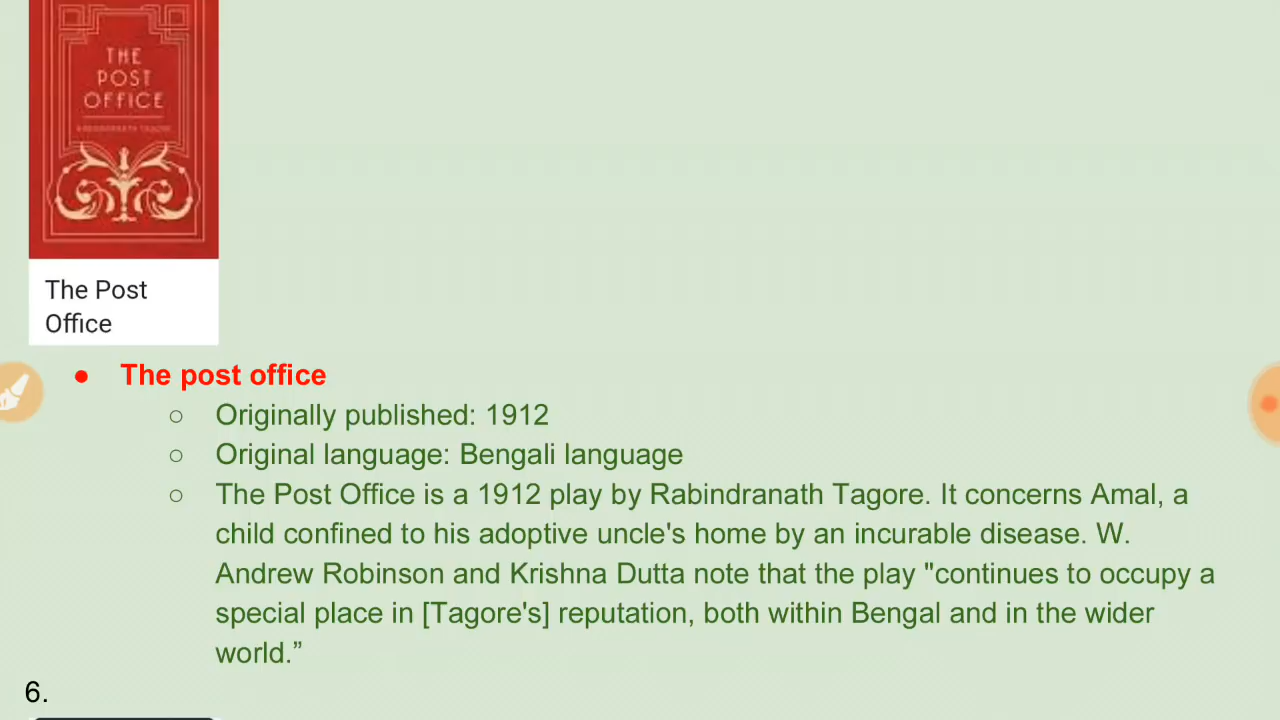 THE
POST
OFFICE
RABINDRANATH TAGORE
The Post
Office
● The post office
○ Originally published: 1912
○ Original language: Bengali language
○ The Post Office is a 1912 play by Rabindranath Tagore. It concerns Amal, a
child confined to his adoptive uncle's home by an incurable disease. W.
Andrew Robinson and Krishna Dutta note that the play "continues to occupy a
special place in [Tagore's] reputation, both within Bengal and in the wider
world.”
6.